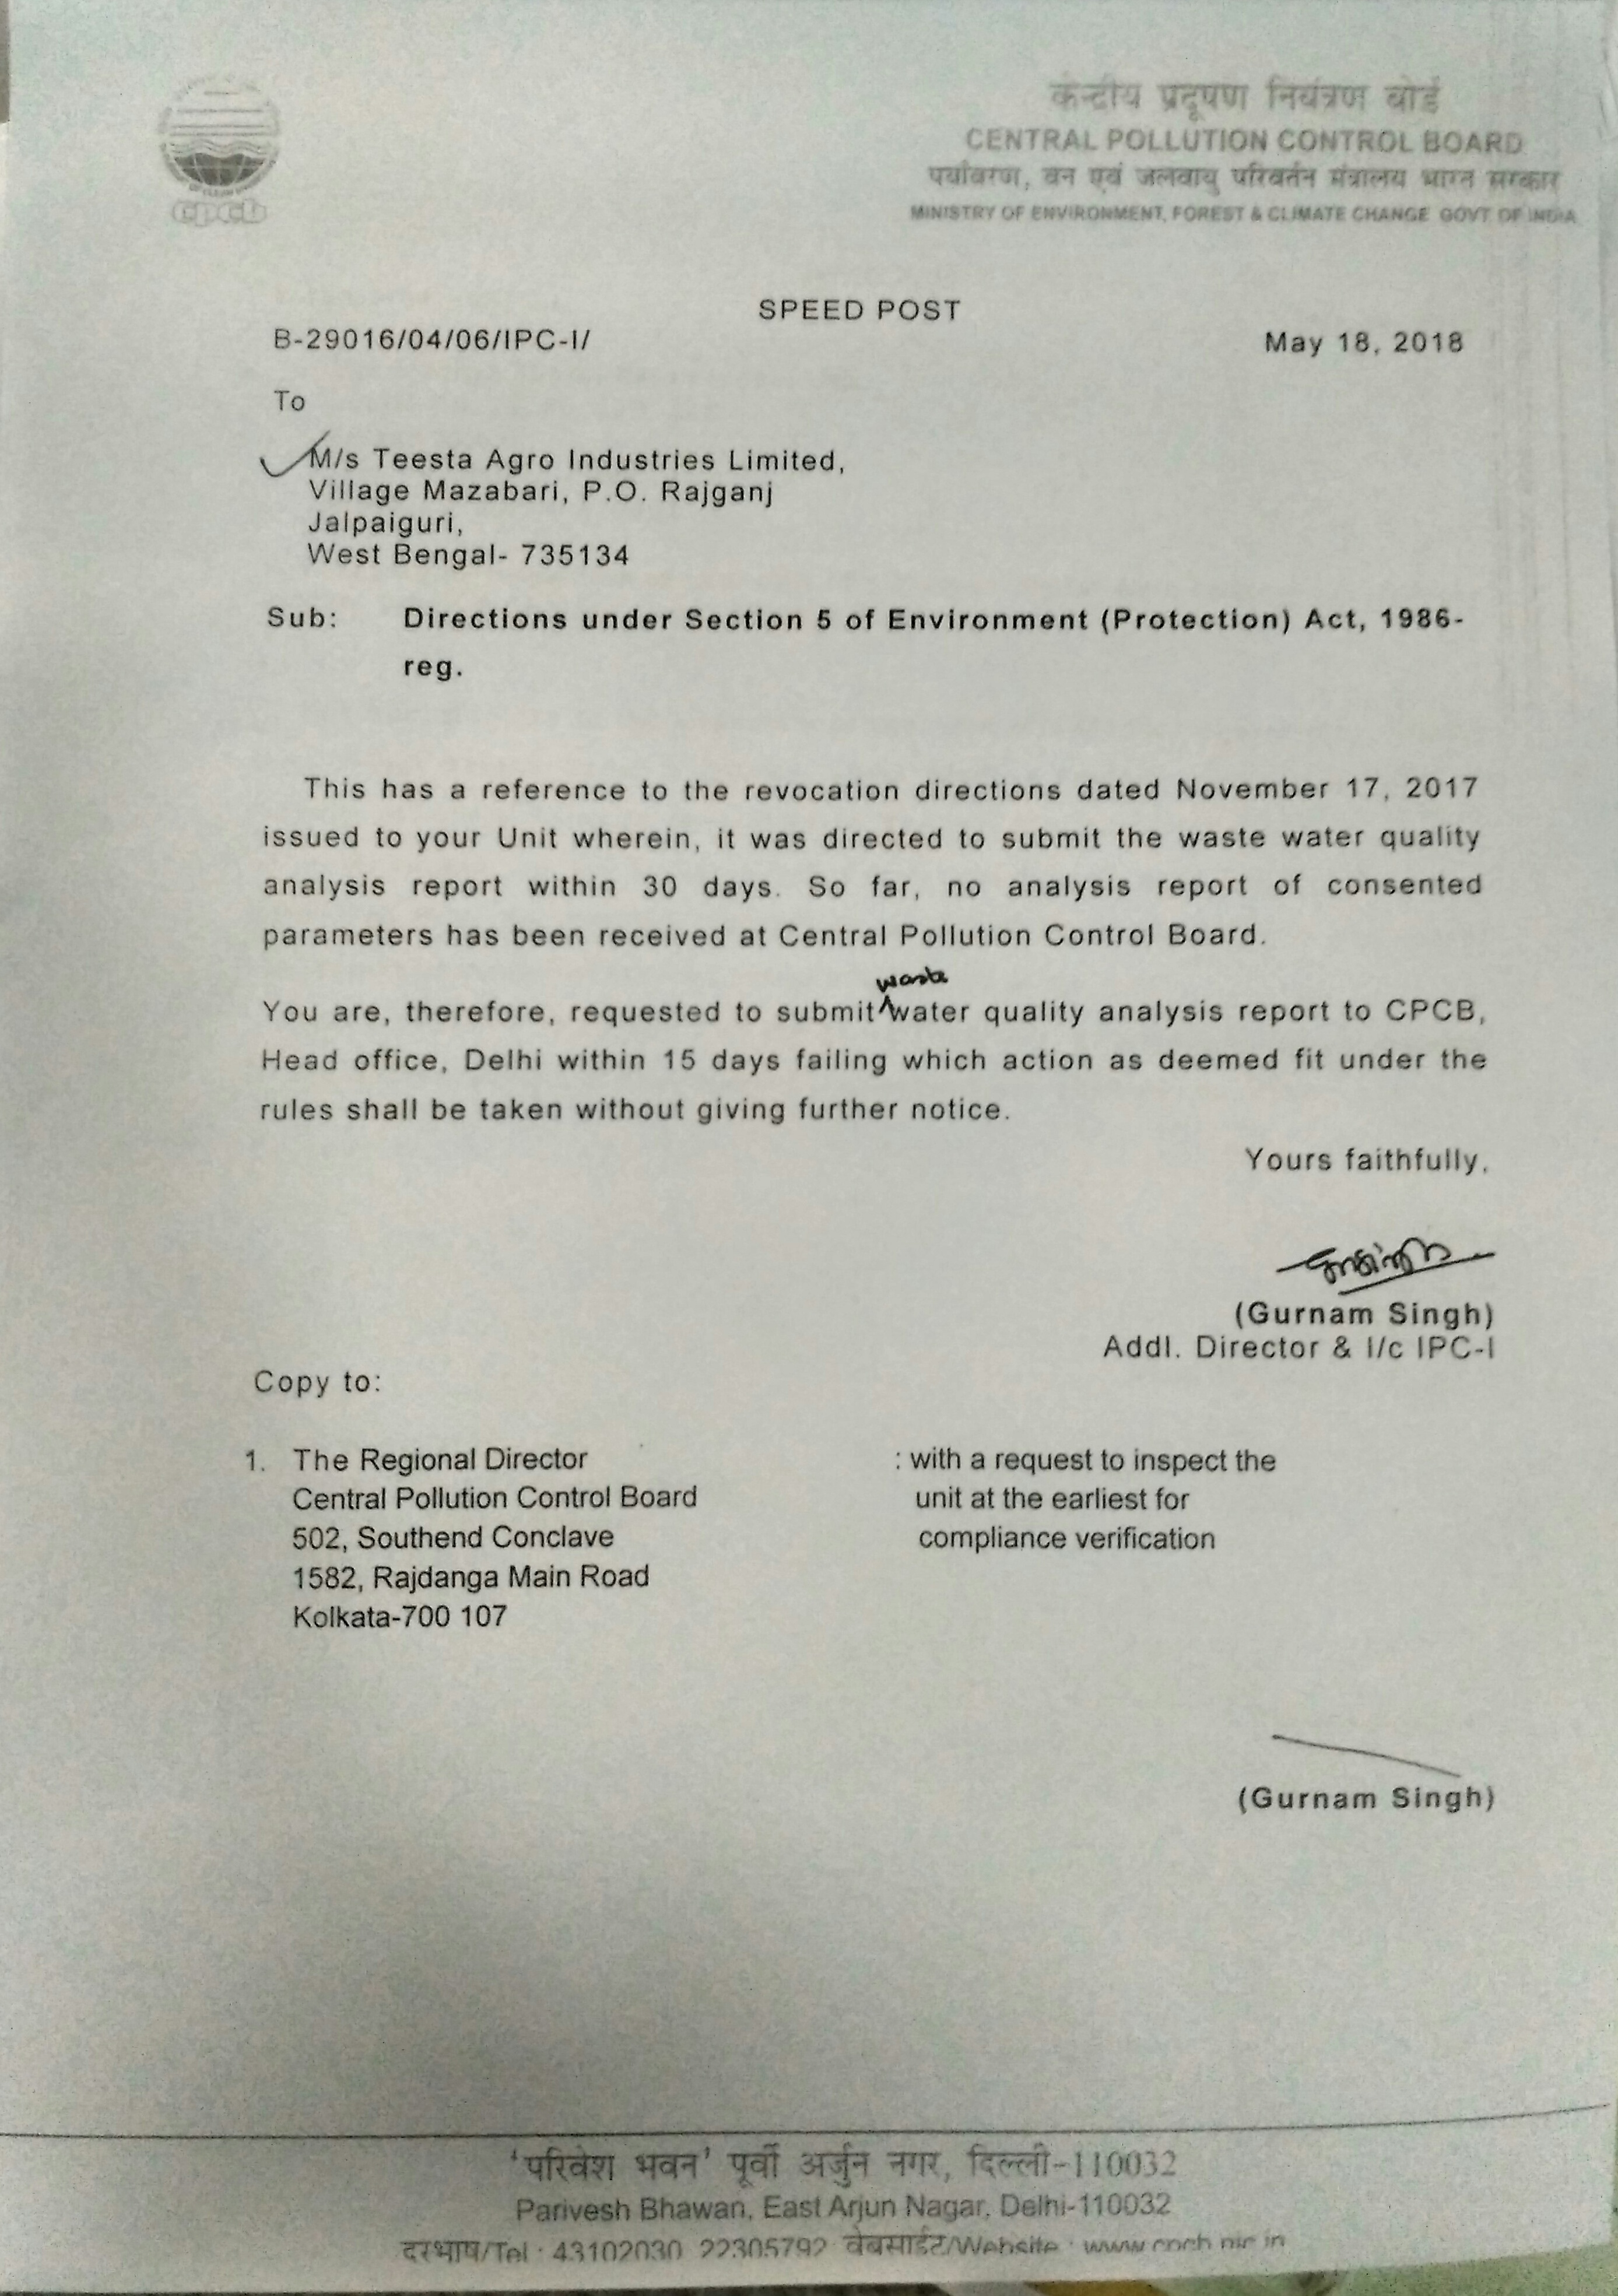 केन्द्रीय प्रदूषण नियंत्रण बोर्ड
CENTRAL POLLUTION CONTROL BOARD
पर्यावरण, वन एवं जलवायु परिवर्तन मंत्रालय भारत सरकार
MINISTRY OF ENVIRONMENT, FOREST & CLIMATE CHANGE GOVT OF INDIA
cpcb
SPEED POST
B-29016/04/06/IPC-I/ May 18, 2018
To
M/s Teesta Agro Industries Limited,
Village Mazabari, P.O. Rajganj
Jalpaiguri,
West Bengal- 735134
Sub: Directions under Section 5 of Environment (Protection) Act, 1986-
reg.
This has a reference to the revocation directions dated November 17, 2017
issued to your Unit wherein, it was directed to submit the waste water quality
analysis report within 30 days. So far, no analysis report of consented
parameters has been received at Central Pollution Control Board.
waste
You are, therefore, requested to submit water quality analysis report to CPCB,
Head office, Delhi within 15 days failing which action as deemed fit under the
rules shall be taken without giving further notice.
Yours faithfully,
(Gurnam Singh)
Addl. Director & I/c IPC-I
Copy to:
1. The Regional Director : with a request to inspect the
Central Pollution Control Board unit at the earliest for
502, Southend Conclave compliance verification
1582, Rajdanga Main Road
Kolkata-700 107
(Gurnam Singh)
'परिवेश भवन' पूर्वी अर्जुन नगर, दिल्ली-110032
Parivesh Bhawan, East Arjun Nagar, Delhi-110032
दूरभाष/Tel : 43102030, 22305792 वेबसाईट/Website : www.cpcb.nic.in